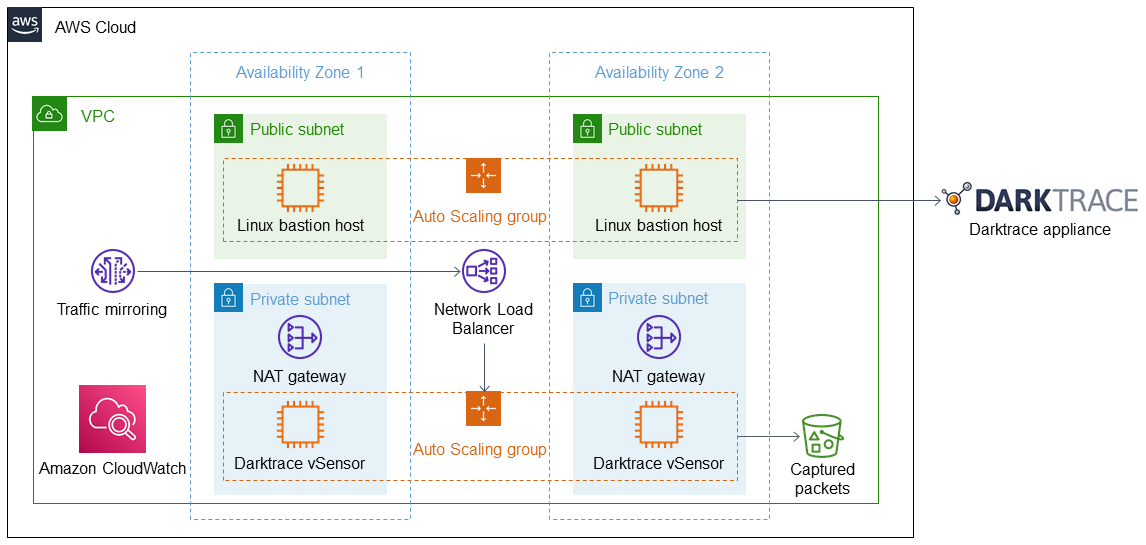 aws
AWS Cloud
Availability Zone 1
Availability Zone 2
VPC
Public subnet
Public subnet
Auto Scaling group
Linux bastion host
Linux bastion host
DARKTRACE
Darktrace appliance
Traffic mirroring
Network Load
Balancer
Private subnet
Private subnet
NAT gateway
NAT gateway
Amazon CloudWatch
Auto Scaling group
Darktrace vSensor
Darktrace vSensor
Captured
packets